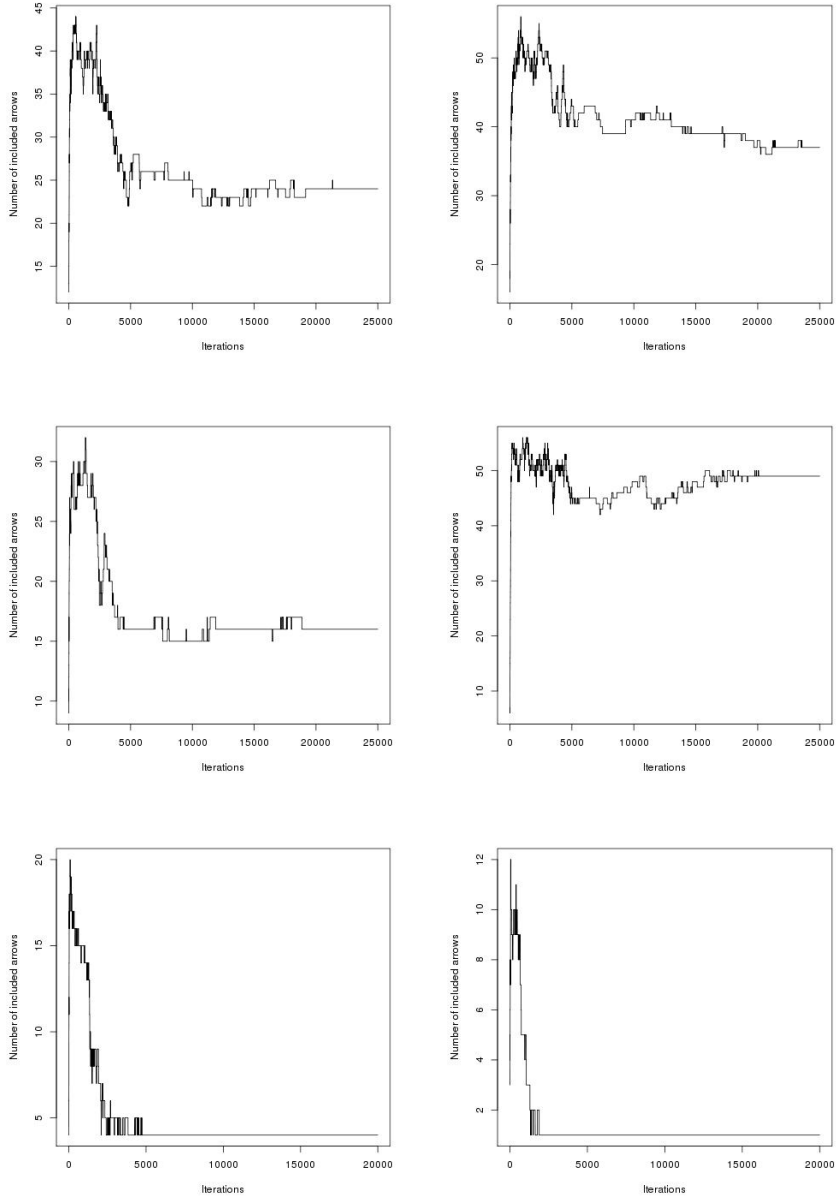 Number of included arrows
15 20 25 30 35 40 45
0 5000 10000 15000 20000 25000
Iterations
Number of included arrows
20 30 40 50
0 5000 10000 15000 20000 25000
Iterations
Number of included arrows
10 15 20 25 30
0 5000 10000 15000 20000 25000
Iterations
Number of included arrows
10 20 30 40 50
0 5000 10000 15000 20000 25000
Iterations
Number of included arrows
5 10 15 20
0 5000 10000 15000 20000
Iterations
Number of included arrows
2 4 6 8 10 12
0 5000 10000 15000 20000
Iterations